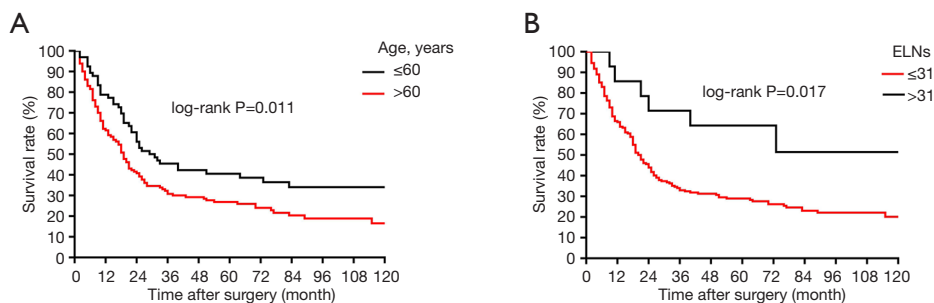 A
Age, years
≤60
>60
log-rank P=0.011
Survival rate (%)
100
90
80
70
60
50
40
30
20
10
0
0 12 24 36 48 60 72 84 96 108 120
Time after surgery (month)
B
ELNs
≤31
>31
log-rank P=0.017
Survival rate (%)
100
90
80
70
60
50
40
30
20
10
0
0 12 24 36 48 60 72 84 96 108 120
Time after surgery (month)